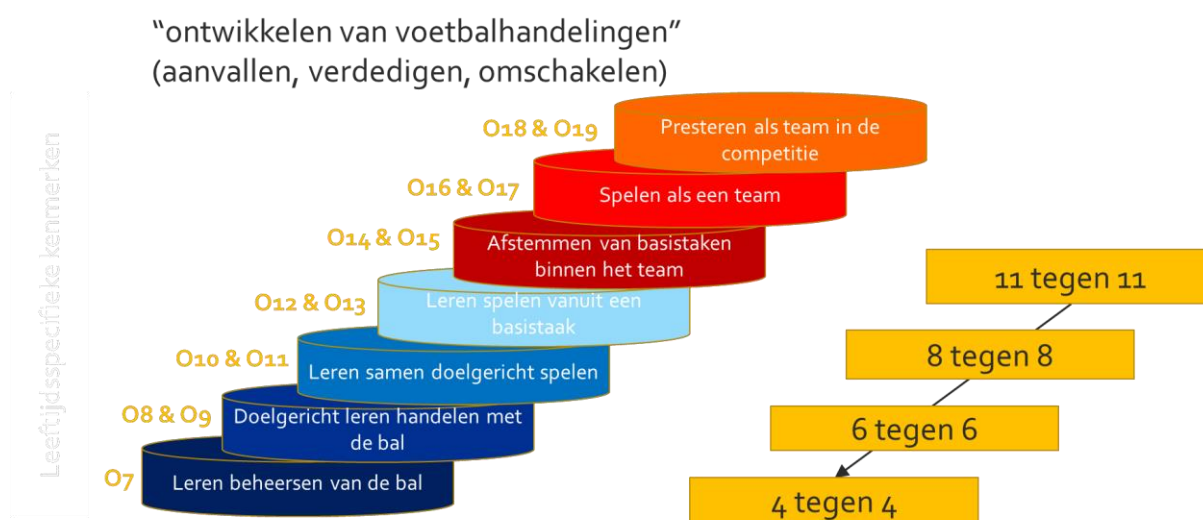 “ontwikkelen van voetbalhandelingen”
(aanvallen, verdedigen, omschakelen)
Leeftijdsspecifieke kenmerken
O18 & O19
Presteren als team in de
competitie
O16 & O17
Spelen als een team
O14 & O15
Afstemmen van basistaken
binnen het team
O12 & O13
Leren spelen vanuit een
basistaak
O10 & O11
Leren samen doelgericht spelen
O8 & O9
Doelgericht leren handelen met
de bal
O7
Leren beheersen van de bal
11 tegen 11
8 tegen 8
6 tegen 6
4 tegen 4